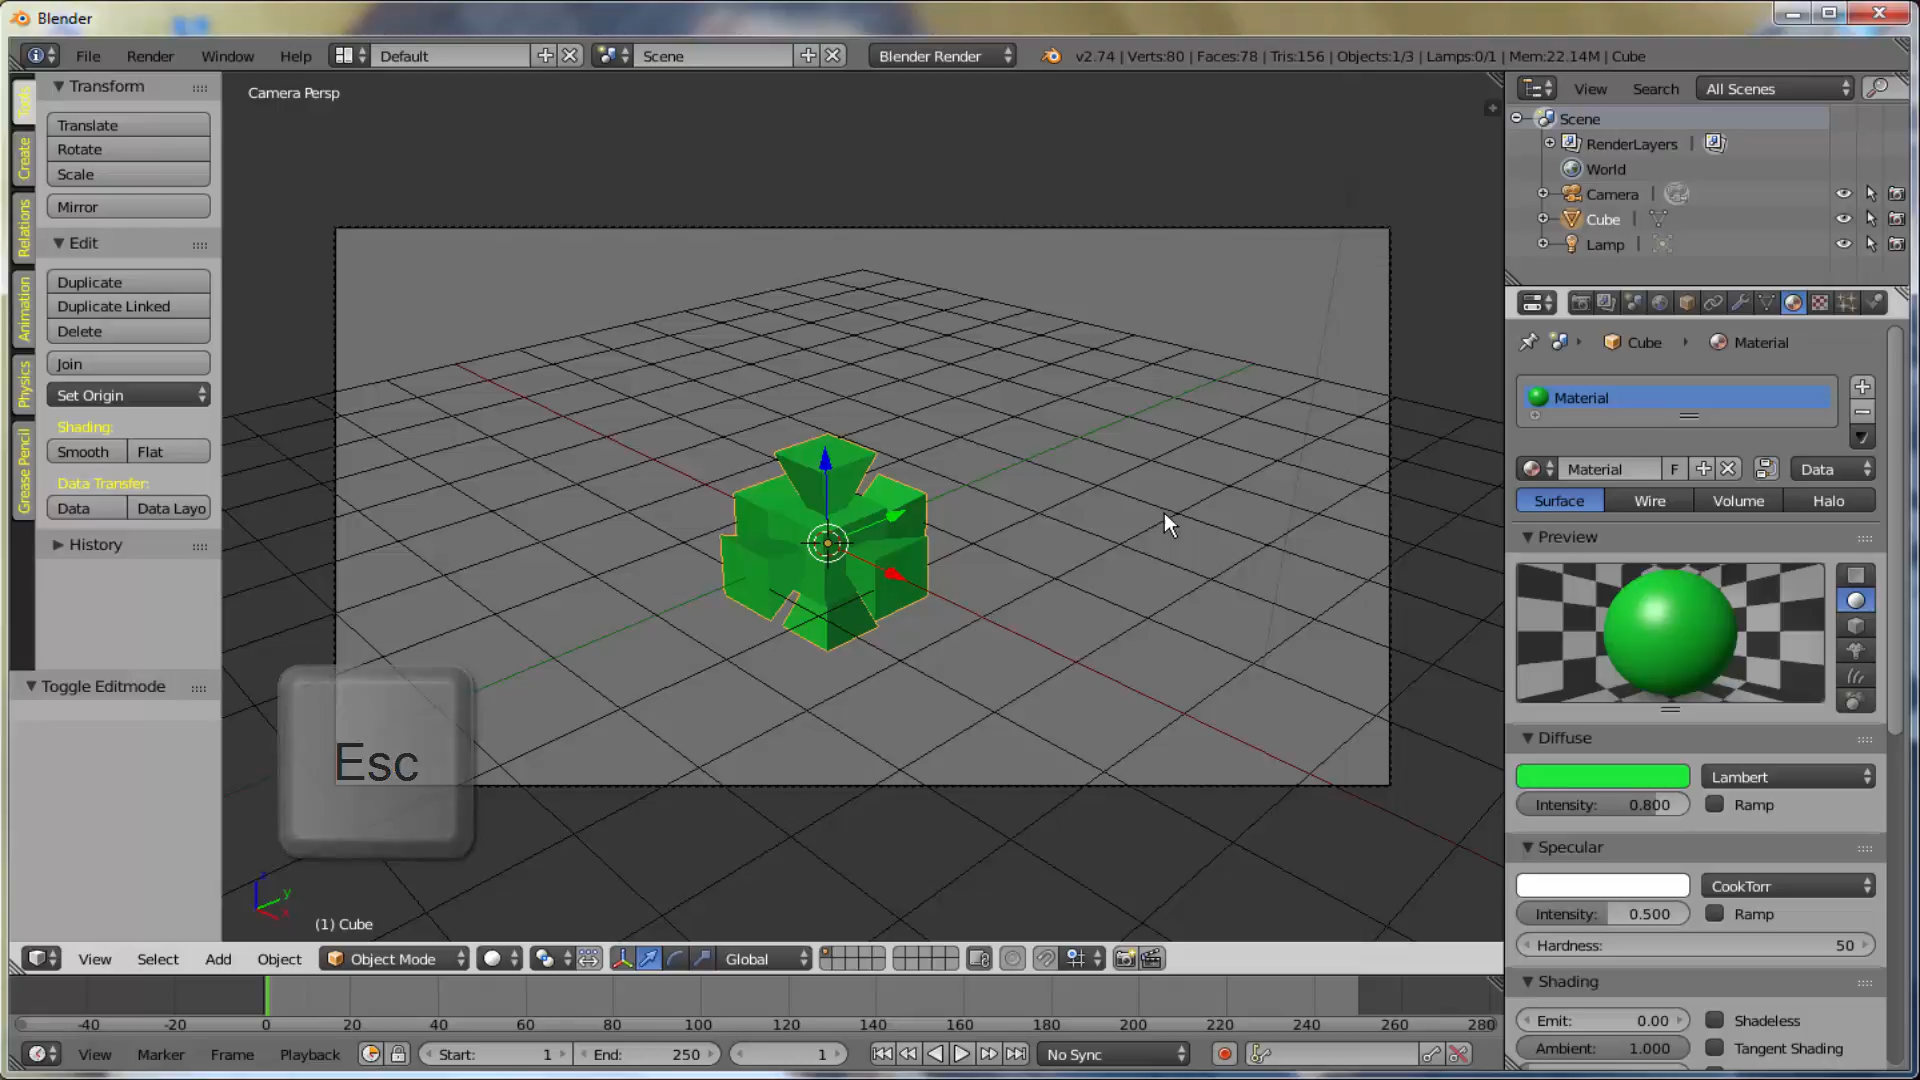 Blender
File Render Window Help Default Scene Blender Render v2.74 | Verts:80 | Faces:78 | Tris:156 | Objects:1/3 | Lamps:0/1 | Mem:22.14M | Cube
Tools
Create
Relations
Animation
Physics
Grease Pencil
Transform
Translate
Rotate
Scale
Mirror
Edit
Duplicate
Duplicate Linked
Delete
Join
Set Origin
Shading:
Smooth Flat
Data Transfer:
Data Data Layo
History
Toggle Editmode
Camera Persp
Esc
z
y
x
(1) Cube
View Select Add Object Object Mode Global
-40 -20 0 20 40 60 80 100 120 140 160 180 200 220 240 260 280
View Marker Frame Playback Start: 1 End: 250 1 No Sync
View Search All Scenes
Scene
RenderLayers |
World
Camera |
Cube |
Lamp |
Cube Material
Material
Material F Data
Surface Wire Volume Halo
Preview
Diffuse
Lambert
Intensity: 0.800 Ramp
Specular
CookTorr
Intensity: 0.500 Ramp
Hardness: 50
Shading
Emit: 0.00 Shadeless
Ambient: 1.000 Tangent Shading